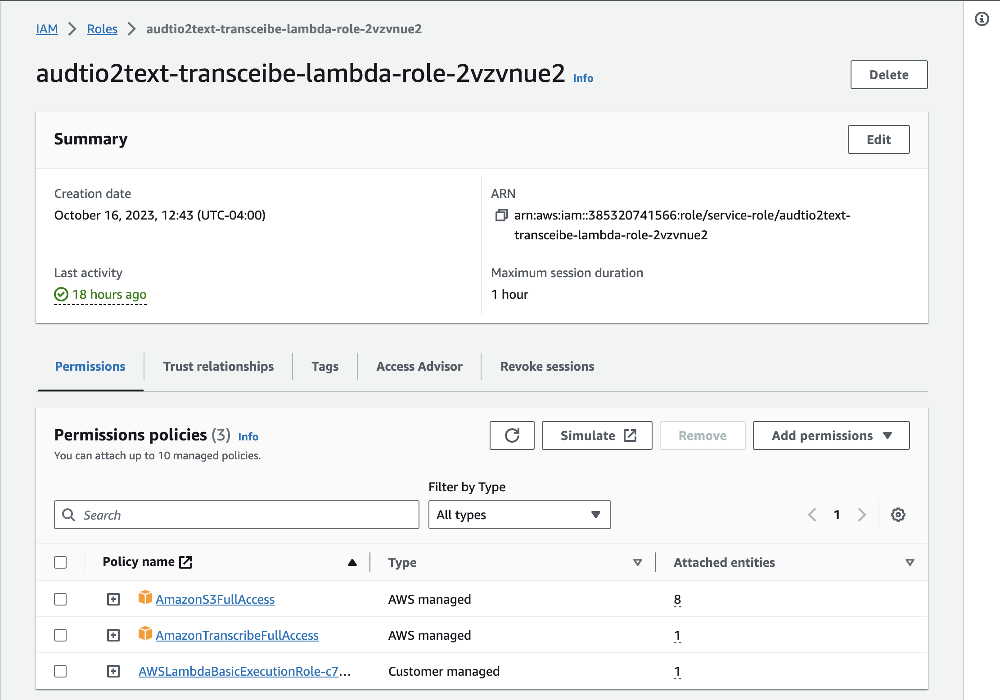 IAM > Roles > audtio2text-transceibe-lambda-role-2vzvnue2
audtio2text-transceibe-lambda-role-2vzvnue2 Info
Delete
Summary
Edit
Creation date
October 16, 2023, 12:43 (UTC-04:00)
ARN
arn:aws:iam::385320741566:role/service-role/audtio2text-
transceibe-lambda-role-2vzvnue2
Last activity
18 hours ago
Maximum session duration
1 hour
Permissions Trust relationships Tags Access Advisor Revoke sessions
Permissions policies (3) Info
You can attach up to 10 managed policies.
Simulate Remove Add permissions
Filter by Type
Search All types 1
Policy name Type Attached entities
AmazonS3FullAccess AWS managed 8
AmazonTranscribeFullAccess AWS managed 1
AWSLambdaBasicExecutionRole-c7... Customer managed 1